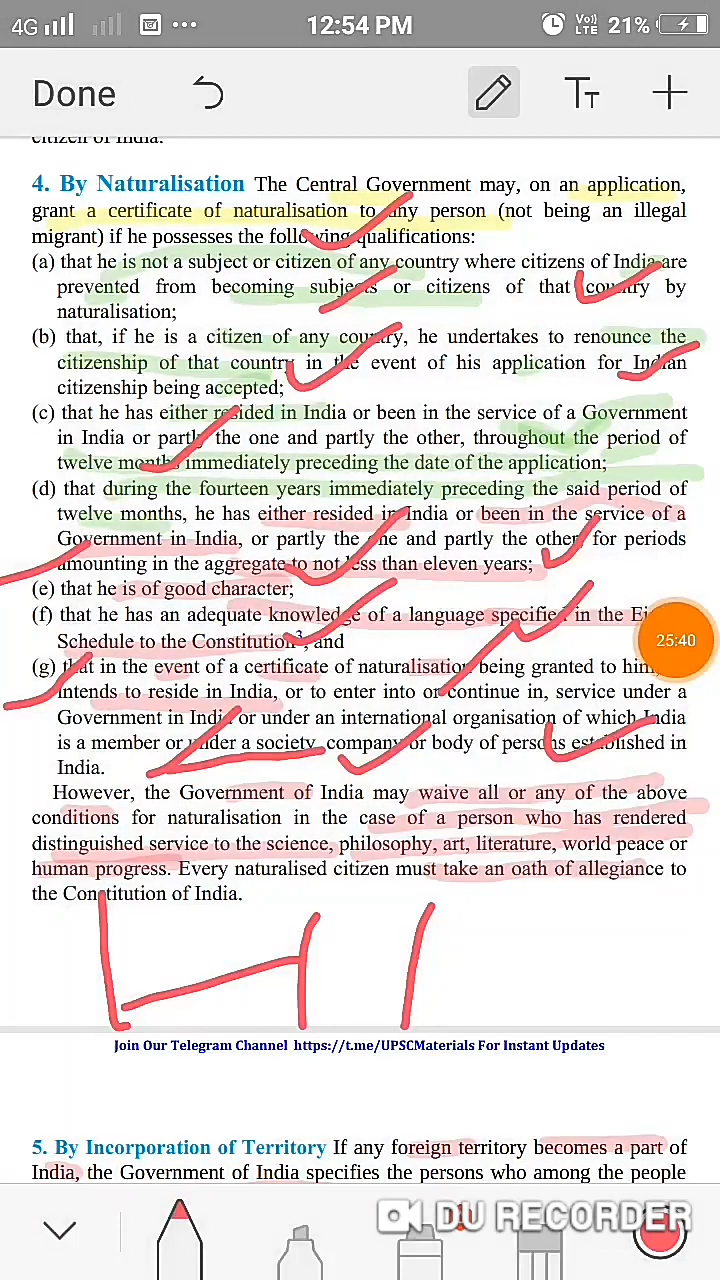 4G 12:54 PM Vo)) LTE 21%
Done
citizen of India.
4. By Naturalisation The Central Government may, on an application,
grant a certificate of naturalisation to any person (not being an illegal
migrant) if he possesses the following qualifications:
(a) that he is not a subject or citizen of any country where citizens of India are
prevented from becoming subjects or citizens of that country by
naturalisation;
(b) that, if he is a citizen of any country, he undertakes to renounce the
citizenship of that country in the event of his application for Indian
citizenship being accepted;
(c) that he has either resided in India or been in the service of a Government
in India or partly the one and partly the other, throughout the period of
twelve months immediately preceding the date of the application;
(d) that during the fourteen years immediately preceding the said period of
twelve months, he has either resided in India or been in the service of a
Government in India, or partly the one and partly the other, for periods
amounting in the aggregate to not less than eleven years;
(e) that he is of good character;
(f) that he has an adequate knowledge of a language specified in the Ei
Schedule to the Constitution3, and
25:40
(g) that in the event of a certificate of naturalisation being granted to him,
intends to reside in India, or to enter into or continue in, service under a
Government in India or under an international organisation of which India
is a member or under a society, company or body of persons established in
India.
However, the Government of India may waive all or any of the above
conditions for naturalisation in the case of a person who has rendered
distinguished service to the science, philosophy, art, literature, world peace or
human progress. Every naturalised citizen must take an oath of allegiance to
the Constitution of India.
Join Our Telegram Channel https://t.me/UPSCMaterials For Instant Updates
5. By Incorporation of Territory If any foreign territory becomes a part of
India, the Government of India specifies the persons who among the people
DU RECORDER